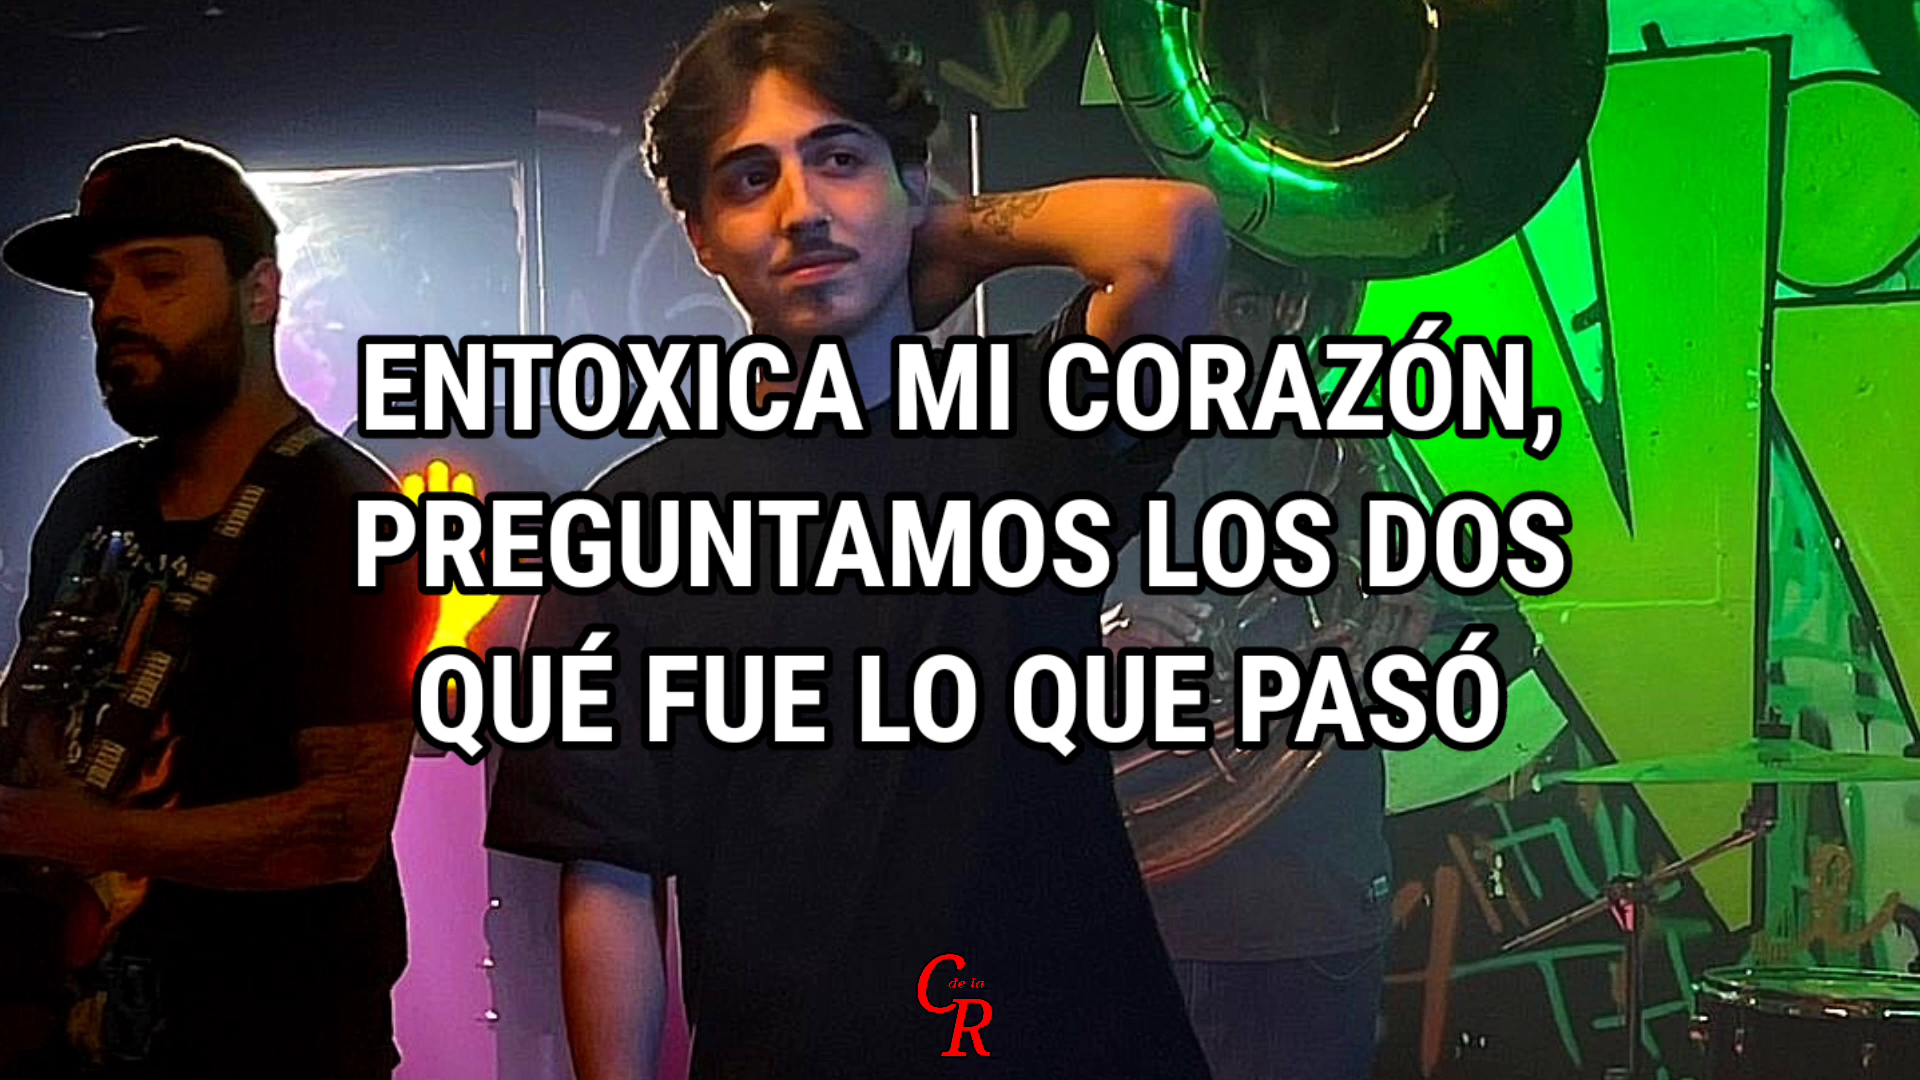 ENTOXICA MI CORAZÓN,
PREGUNTAMOS LOS DOS
QUÉ FUE LO QUE PASÓ
C de la
R